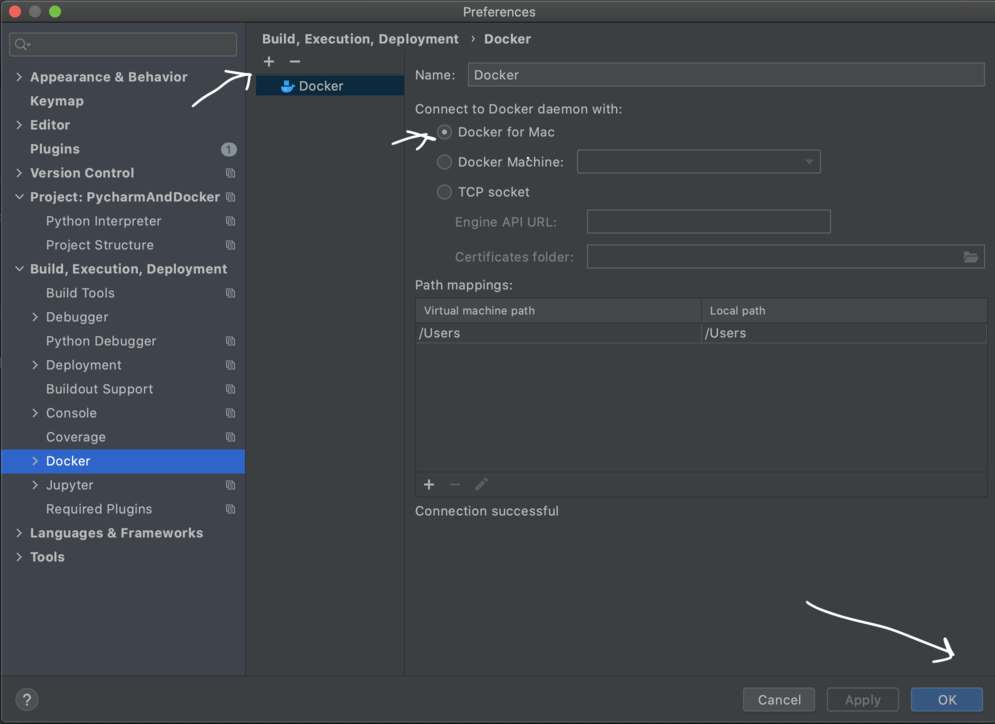 Preferences
Appearance & Behavior
Keymap
Editor
Plugins 1
Version Control
Project: PycharmAndDocker
Python Interpreter
Project Structure
Build, Execution, Deployment
Build Tools
Debugger
Python Debugger
Deployment
Buildout Support
Console
Coverage
Docker
Jupyter
Required Plugins
Languages & Frameworks
Tools
?
Build, Execution, Deployment › Docker
+ −
Docker
Name: Docker
Connect to Docker daemon with:
Docker for Mac
Docker Machine:
TCP socket
Engine API URL:
Certificates folder:
Path mappings:
Virtual machine path Local path
/Users /Users
+ −
Connection successful
Cancel Apply OK